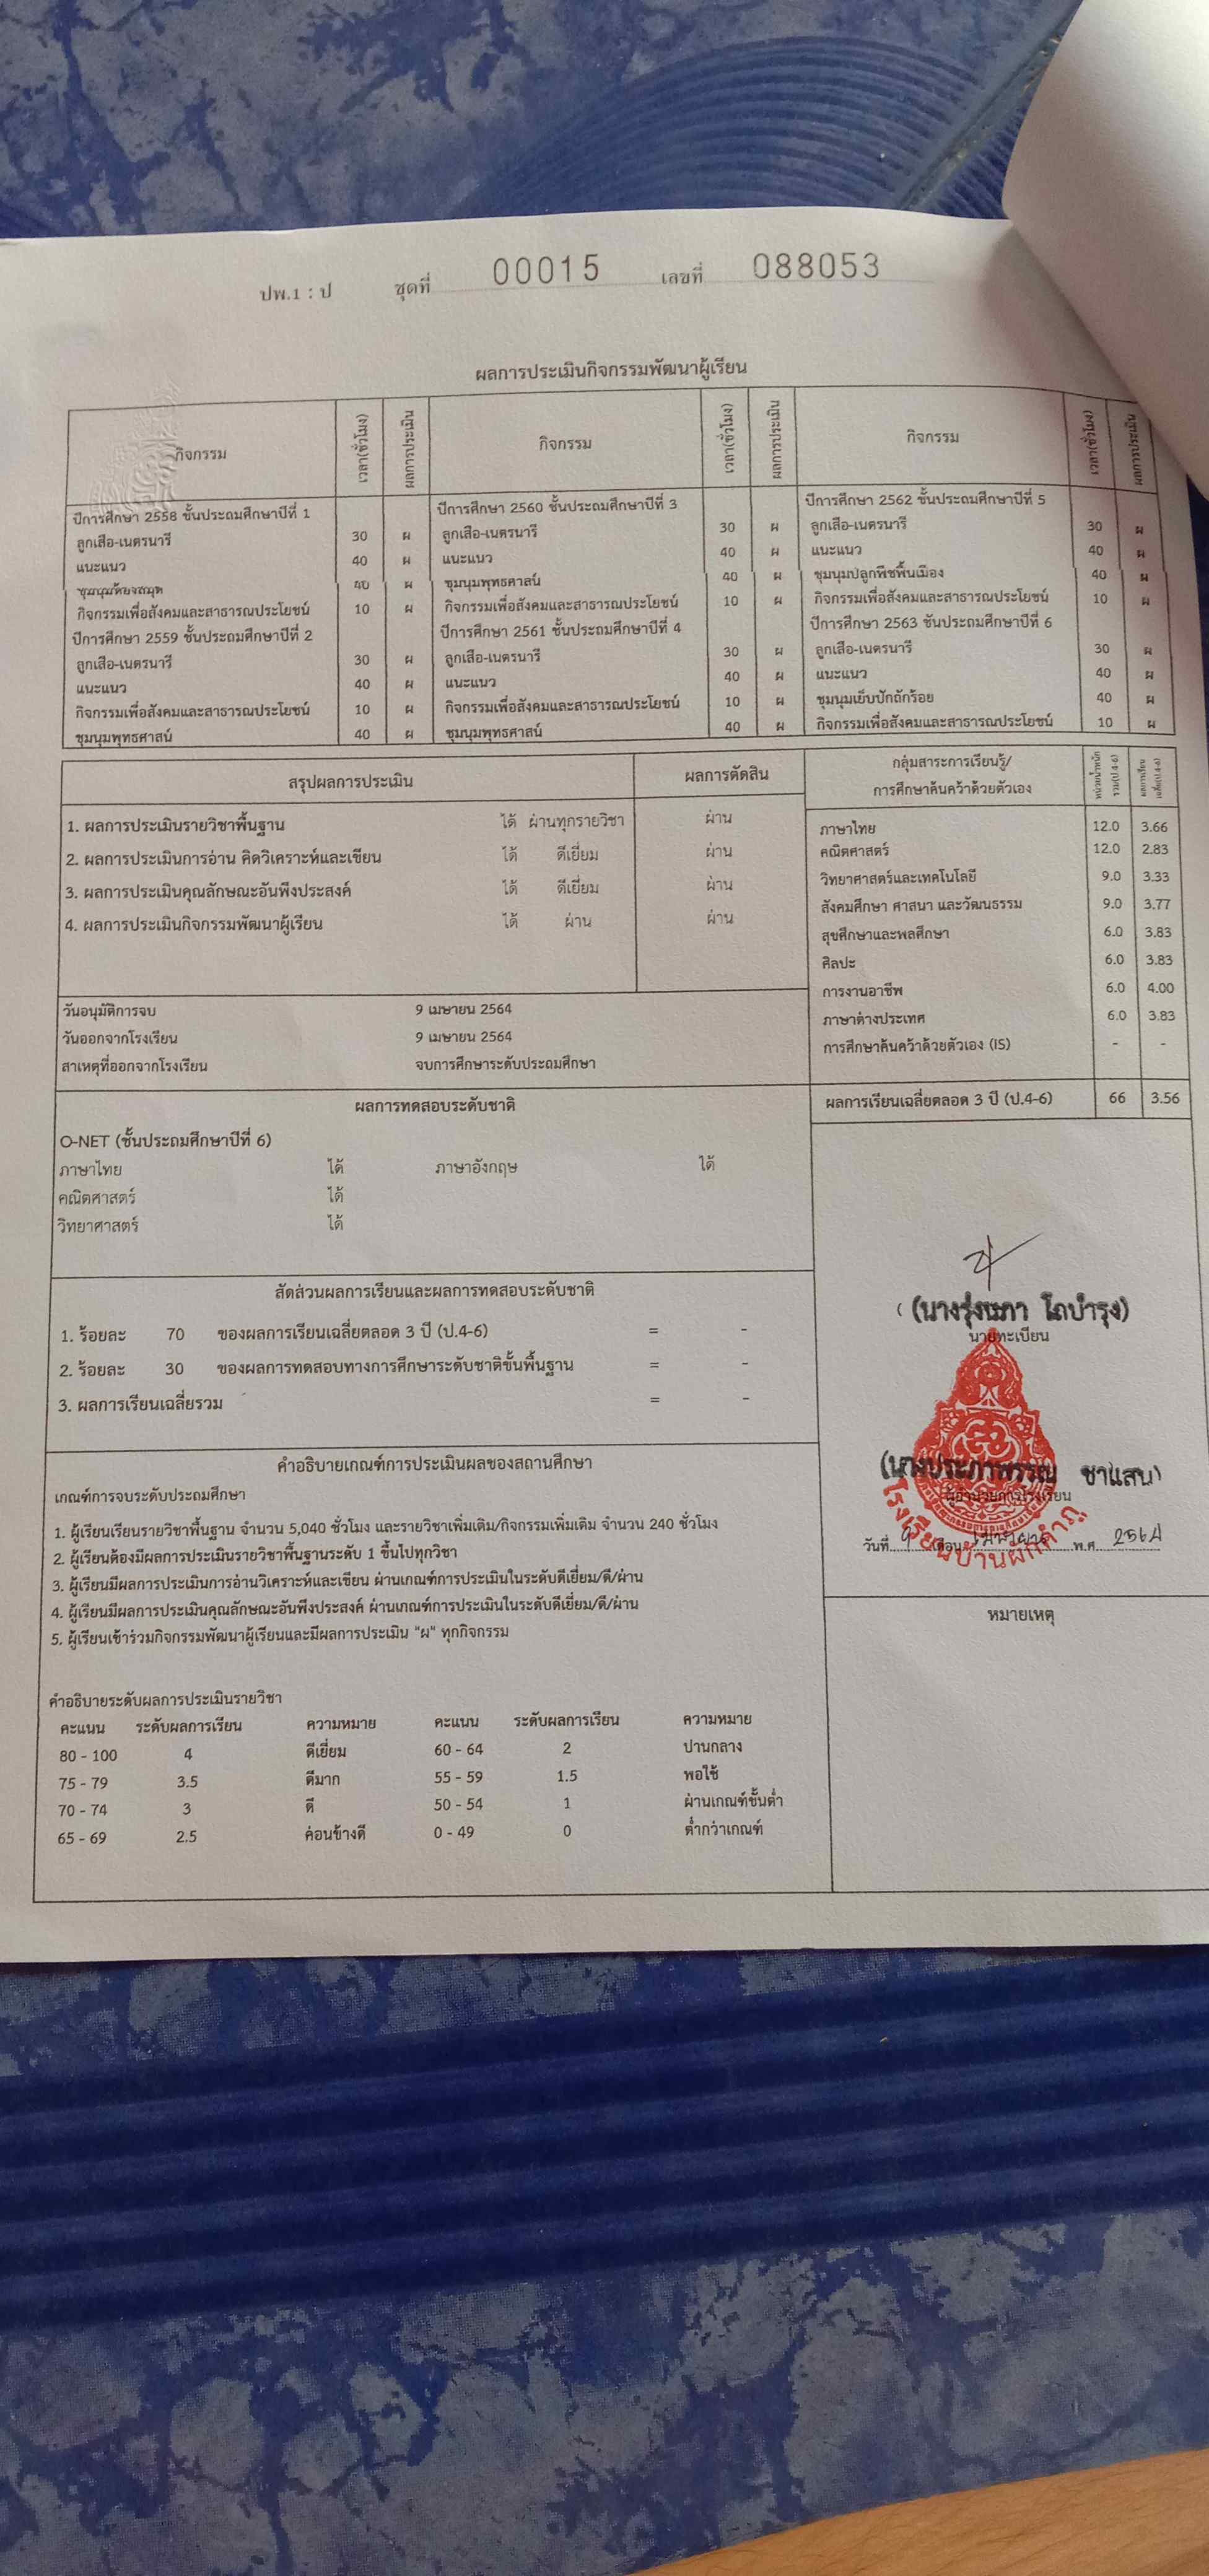 ปพ.1 : ป ชุดที่ 00015 เลขที่ 088053
ผลการประเมินกิจกรรมพัฒนาผู้เรียน
กิจกรรม เวลา(ชั่วโมง) ผลการประเมิน กิจกรรม เวลา(ชั่วโมง) ผลการประเมิน กิจกรรม เวลา(ชั่วโมง) ผลการประเมิน
ปีการศึกษา 2558 ชั้นประถมศึกษาปีที่ 1 ปีการศึกษา 2560 ชั้นประถมศึกษาปีที่ 3 ปีการศึกษา 2562 ชั้นประถมศึกษาปีที่ 5
ลูกเสือ-เนตรนารี 30 ผ ลูกเสือ-เนตรนารี 30 ผ ลูกเสือ-เนตรนารี 30 ผ
แนะแนว 40 ผ แนะแนว 40 ผ แนะแนว 40 ผ
ชุมนุมห้องสมุด 40 ผ ชุมนุมพุทธศาสน์ 40 ผ ชุมนุมปลูกพืชพื้นเมือง 40 ผ
กิจกรรมเพื่อสังคมและสาธารณประโยชน์ 10 ผ กิจกรรมเพื่อสังคมและสาธารณประโยชน์ 10 ผ กิจกรรมเพื่อสังคมและสาธารณประโยชน์ 10 ผ
ปีการศึกษา 2559 ชั้นประถมศึกษาปีที่ 2 ปีการศึกษา 2561 ชั้นประถมศึกษาปีที่ 4 ปีการศึกษา 2563 ชั้นประถมศึกษาปีที่ 6
ลูกเสือ-เนตรนารี 30 ผ ลูกเสือ-เนตรนารี 30 ผ ลูกเสือ-เนตรนารี 30 ผ
แนะแนว 40 ผ แนะแนว 40 ผ แนะแนว 40 ผ
กิจกรรมเพื่อสังคมและสาธารณประโยชน์ 10 ผ กิจกรรมเพื่อสังคมและสาธารณประโยชน์ 10 ผ ชุมนุมเย็บปักถักร้อย 40 ผ
ชุมนุมพุทธศาสน์ 40 ผ ชุมนุมพุทธศาสน์ 40 ผ กิจกรรมเพื่อสังคมและสาธารณประโยชน์ 10 ผ
สรุปผลการประเมิน ผลการตัดสิน
1. ผลการประเมินรายวิชาพื้นฐาน ได้ ผ่านทุกรายวิชา ผ่าน
2. ผลการประเมินการอ่าน คิดวิเคราะห์และเขียน ได้ ดีเยี่ยม ผ่าน
3. ผลการประเมินคุณลักษณะอันพึงประสงค์ ได้ ดีเยี่ยม ผ่าน
4. ผลการประเมินกิจกรรมพัฒนาผู้เรียน ได้ ผ่าน ผ่าน
วันอนุมัติการจบ 9 เมษายน 2564
วันออกจากโรงเรียน 9 เมษายน 2564
สาเหตุที่ออกจากโรงเรียน จบการศึกษาระดับประถมศึกษา
กลุ่มสาระการเรียนรู้/
การศึกษาค้นคว้าด้วยตัวเอง หน่วยน้ำหนักรวม(ป.4-6) ผลการเรียนเฉลี่ย(ป.4-6)
ภาษาไทย 12.0 3.66
คณิตศาสตร์ 12.0 2.83
วิทยาศาสตร์และเทคโนโลยี 9.0 3.33
สังคมศึกษา ศาสนา และวัฒนธรรม 9.0 3.77
สุขศึกษาและพลศึกษา 6.0 3.83
ศิลปะ 6.0 3.83
การงานอาชีพ 6.0 4.00
ภาษาต่างประเทศ 6.0 3.83
การศึกษาค้นคว้าด้วยตัวเอง (IS) - -
ผลการเรียนเฉลี่ยตลอด 3 ปี (ป.4-6) 66 3.56
ผลการทดสอบระดับชาติ
O-NET (ชั้นประถมศึกษาปีที่ 6)
ภาษาไทย ได้ ภาษาอังกฤษ ได้
คณิตศาสตร์ ได้
วิทยาศาสตร์ ได้
สัดส่วนผลการเรียนและผลการทดสอบระดับชาติ
1. ร้อยละ 70 ของผลการเรียนเฉลี่ยตลอด 3 ปี (ป.4-6) = -
2. ร้อยละ 30 ของผลการทดสอบทางการศึกษาระดับชาติขั้นพื้นฐาน = -
3. ผลการเรียนเฉลี่ยรวม = -
คำอธิบายเกณฑ์การประเมินผลของสถานศึกษา
เกณฑ์การจบระดับประถมศึกษา
1. ผู้เรียนเรียนรายวิชาพื้นฐาน จำนวน 5,040 ชั่วโมง และรายวิชาเพิ่มเติม/กิจกรรมเพิ่มเติม จำนวน 240 ชั่วโมง
2. ผู้เรียนต้องมีผลการประเมินรายวิชาพื้นฐานระดับ 1 ขึ้นไปทุกวิชา
3. ผู้เรียนมีผลการประเมินการอ่านวิเคราะห์และเขียน ผ่านเกณฑ์การประเมินในระดับดีเยี่ยม/ดี/ผ่าน
4. ผู้เรียนมีผลการประเมินคุณลักษณะอันพึงประสงค์ ผ่านเกณฑ์การประเมินในระดับดีเยี่ยม/ดี/ผ่าน
5. ผู้เรียนเข้าร่วมกิจกรรมพัฒนาผู้เรียนและมีผลการประเมิน "ผ" ทุกกิจกรรม
คำอธิบายระดับผลการประเมินรายวิชา
คะแนน ระดับผลการเรียน ความหมาย คะแนน ระดับผลการเรียน ความหมาย
80 - 100 4 ดีเยี่ยม 60 - 64 2 ปานกลาง
75 - 79 3.5 ดีมาก 55 - 59 1.5 พอใช้
70 - 74 3 ดี 50 - 54 1 ผ่านเกณฑ์ขั้นต่ำ
65 - 69 2.5 ค่อนข้างดี 0 - 49 0 ต่ำกว่าเกณฑ์
(นางรุ่งนภา โถบำรุง)
นายทะเบียน
(นางประภาพรรณ ชาแสน)
ผู้อำนวยการโรงเรียน
โรงเรียนบ้านผักคำภู
วันที่ 9 เดือน เมษายน พ.ศ. 2564
หมายเหตุ